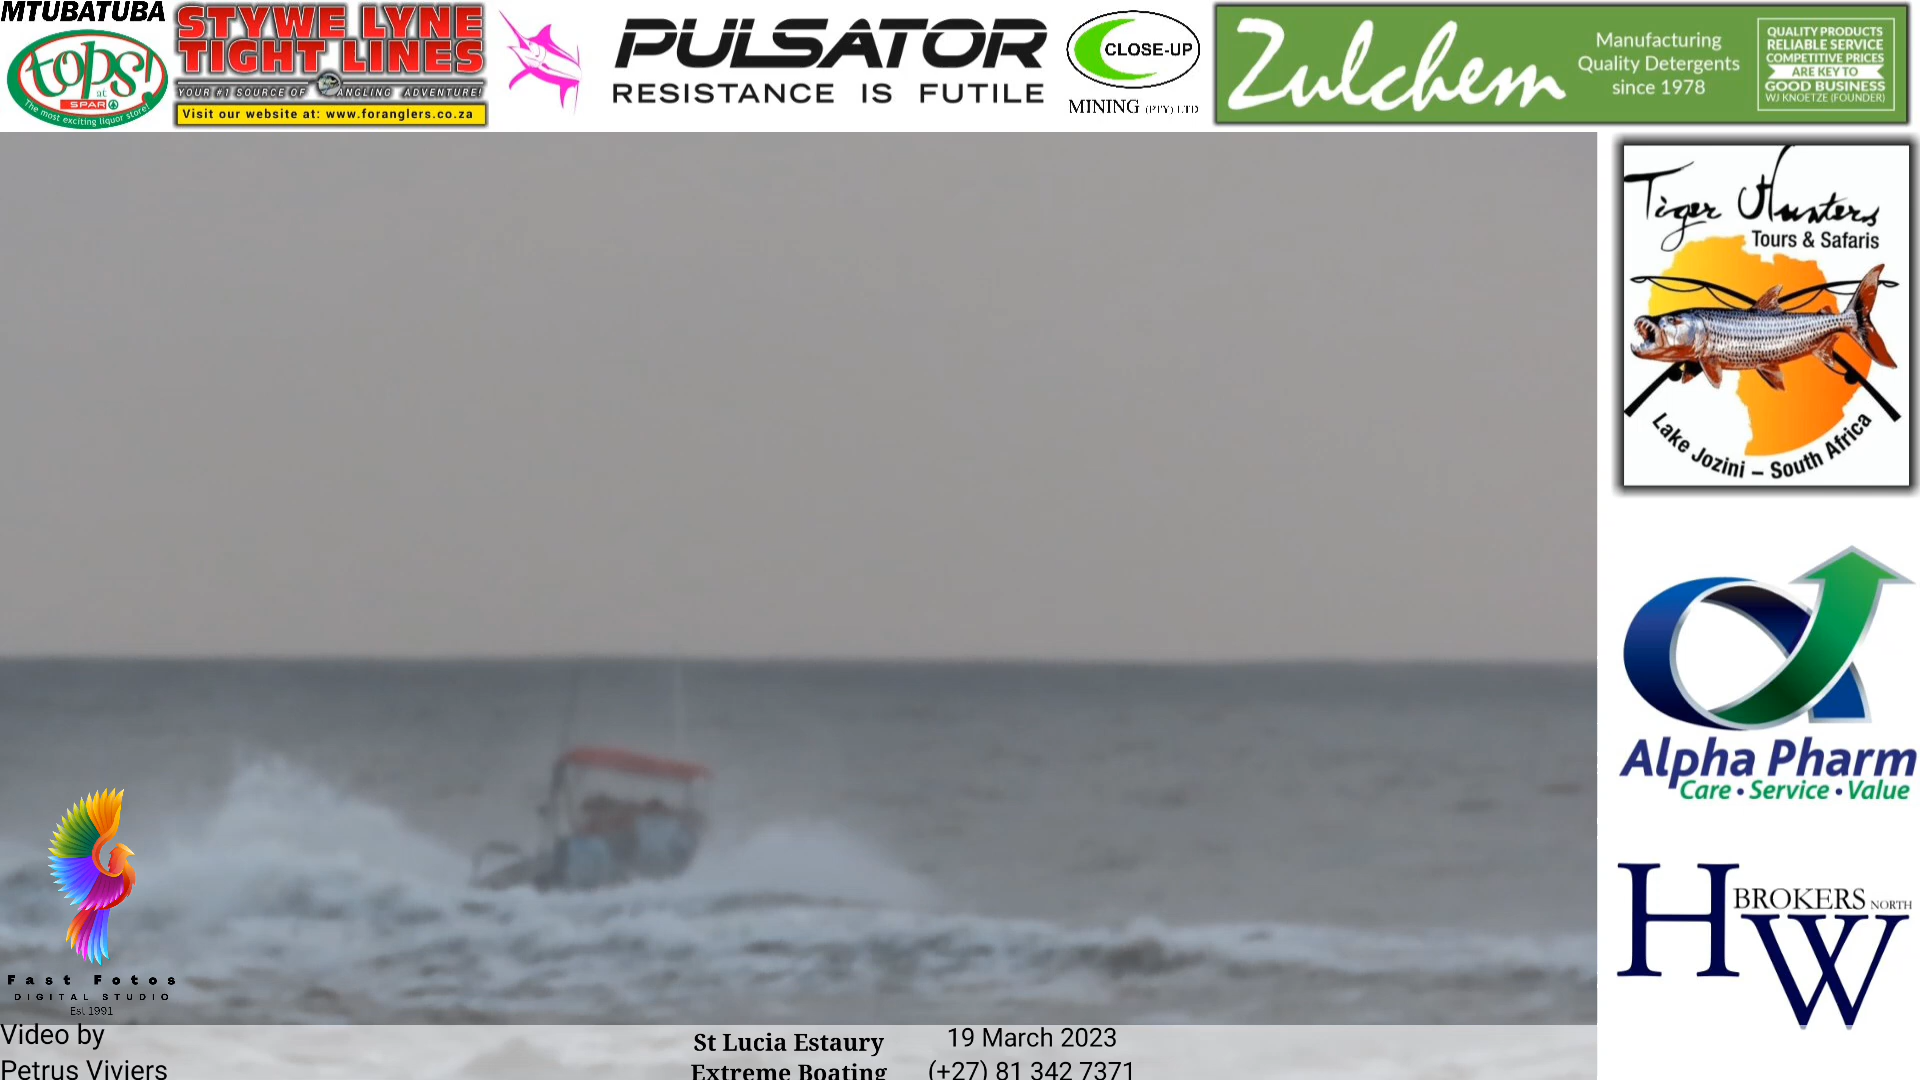 MTUBATUBA
tops!
at
SPAR
The most exciting liquor store!
STYWE LYNE
TIGHT LINES
YOUR #1 SOURCE OF ANGLING ADVENTURE!
Visit our website at: www.foranglers.co.za
PULSATOR
RESISTANCE IS FUTILE
CLOSE-UP
MINING (PTY) LTD
Zulchem
Manufacturing
Quality Detergents
since 1978
QUALITY PRODUCTS
RELIABLE SERVICE
COMPETITIVE PRICES
ARE KEY TO
GOOD BUSINESS
WJ KNOETZE (FOUNDER)
Tiger Hunters
Tours & Safaris
Lake Jozini – South Africa
Alpha Pharm
Care • Service • Value
HW
BROKERS NORTH
Fast Fotos
DIGITAL STUDIO
Est 1991
Video by
Petrus Viviers
St Lucia Estaury
Extreme Boating
19 March 2023
(+27) 81 342 7371